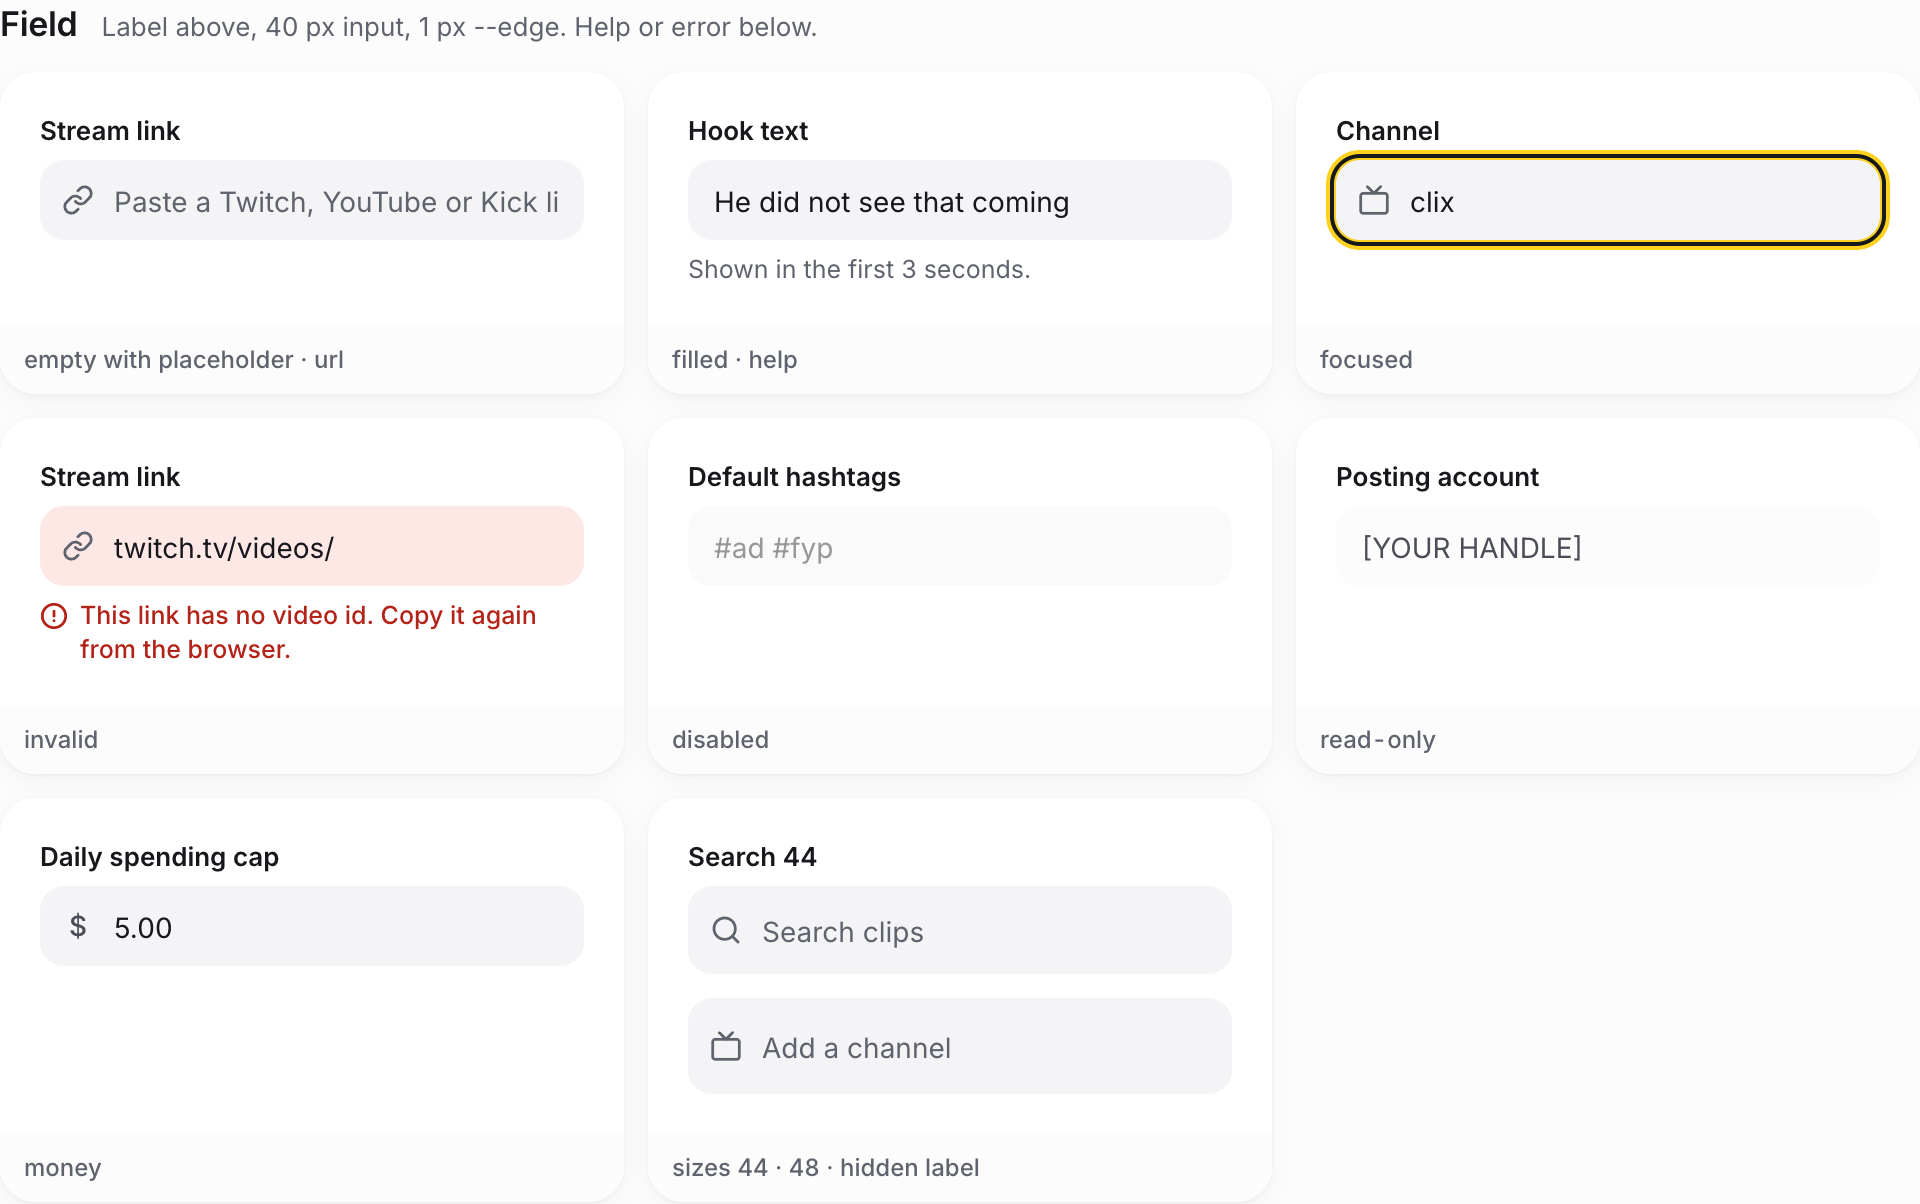 Field
Label above, 40 px input, 1 px --edge. Help or error below.
Stream link
Paste a Twitch, YouTube or Kick li
empty with placeholder · url
Hook text
He did not see that coming
Shown in the first 3 seconds.
filled · help
Channel
clix
focused
Stream link
twitch.tv/videos/
This link has no video id. Copy it again
from the browser.
invalid
Default hashtags
#ad #fyp
disabled
Posting account
[YOUR HANDLE]
read-only
Daily spending cap
$ 5.00
money
Search 44
Search clips
Add a channel
sizes 44 · 48 · hidden label